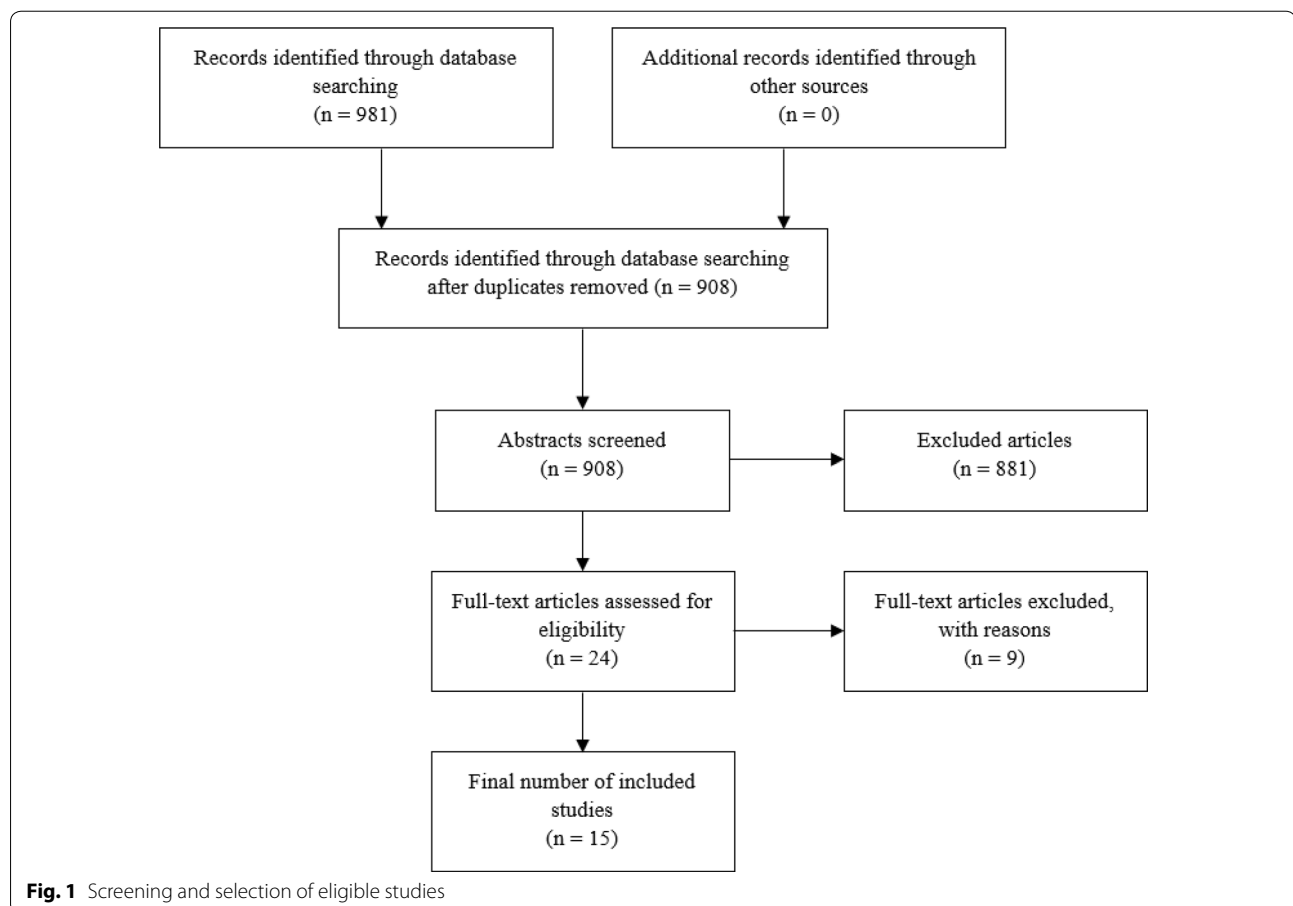 Records identified through database
searching
(n = 981)
Additional records identified through
other sources
(n = 0)
Records identified through database searching
after duplicates removed (n = 908)
Abstracts screened
(n = 908)
Excluded articles
(n = 881)
Full-text articles assessed for
eligibility
(n = 24)
Full-text articles excluded,
with reasons
(n = 9)
Final number of included
studies
(n = 15)
Fig. 1 Screening and selection of eligible studies